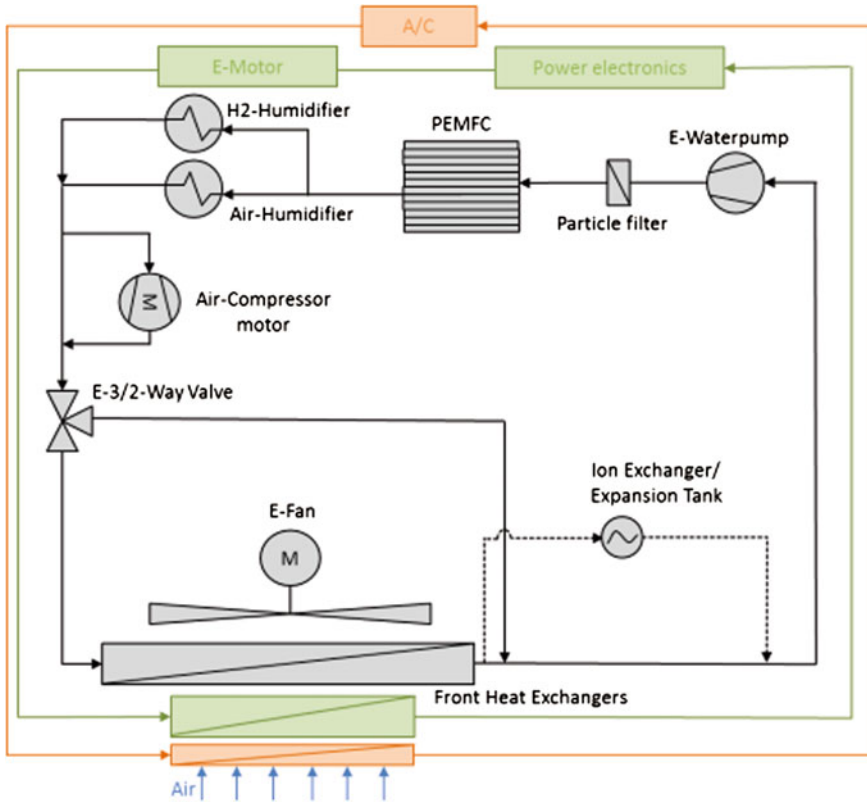 A/C
E-Motor
Power electronics
H2-Humidifier
PEMFC
E-Waterpump
Air-Humidifier
Particle filter
M
Air-Compressor
motor
E-3/2-Way Valve
Ion Exchanger/
Expansion Tank
E-Fan
M
Front Heat Exchangers
Air